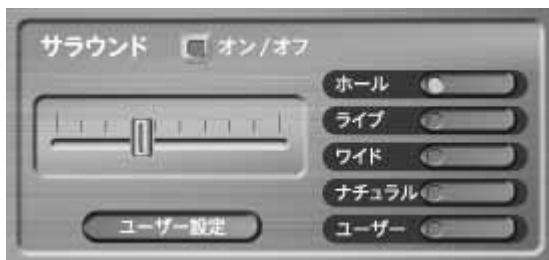 サラウンド オン/オフ
ホール
ライブ
ワイド
ナチュラル
ユーザー
ユーザー設定